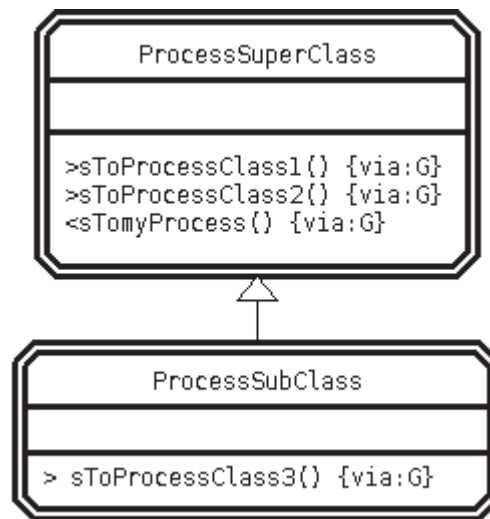 ProcessSuperClass
>sToProcessClass1() {via:G}
>sToProcessClass2() {via:G}
<sTomyProcess() {via:G}
ProcessSubClass
> sToProcessClass3() {via:G}